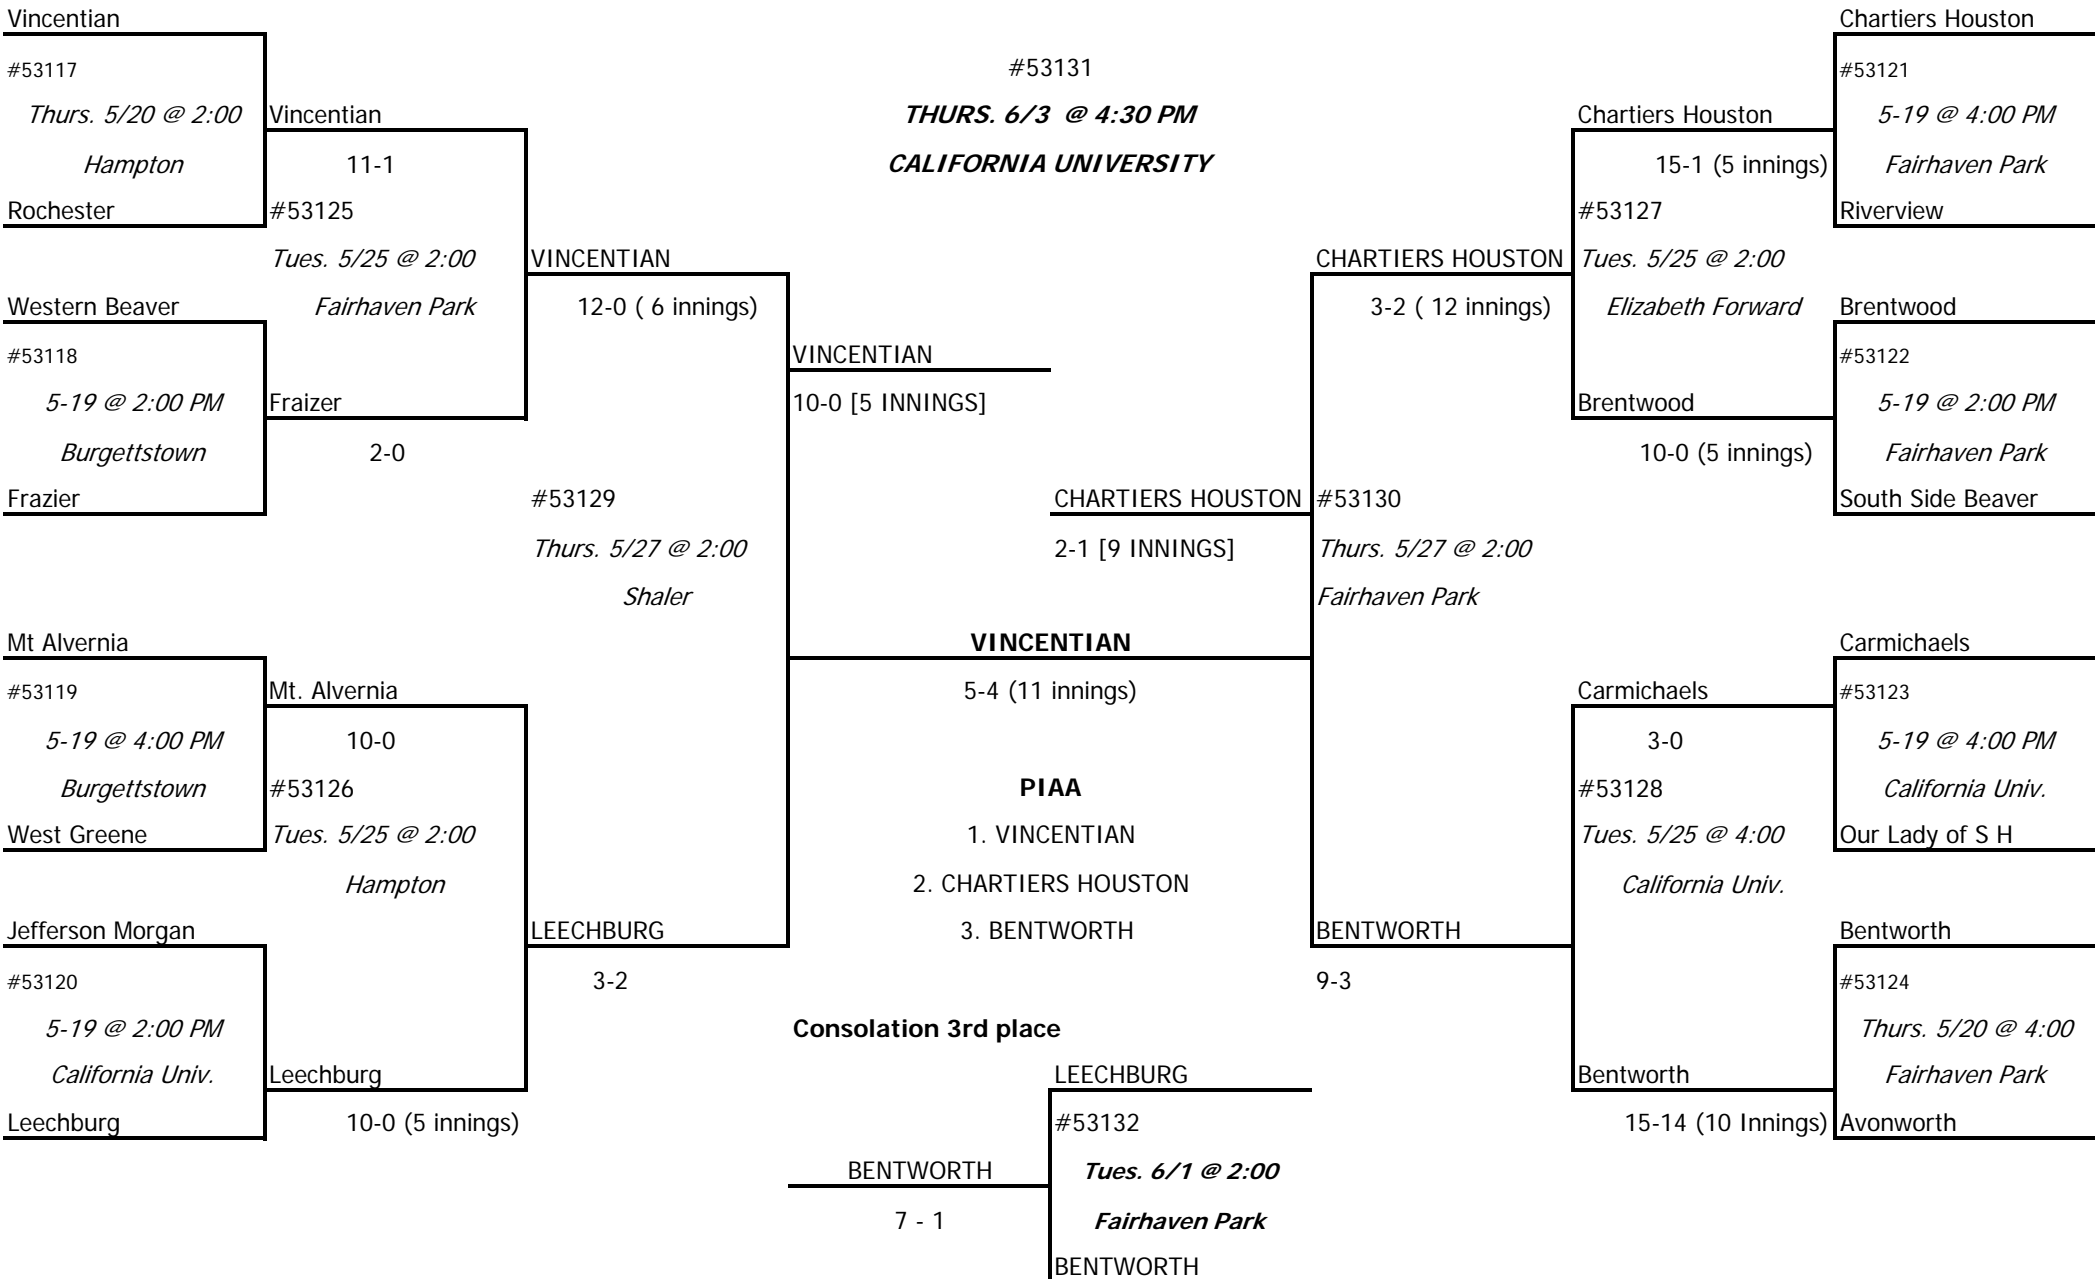 Vincentian
#53117
Thurs. 5/20 @ 2:00
Hampton
Rochester
Western Beaver
#53118
5-19 @ 2:00 PM
Burgettstown
Frazier
Mt Alvernia
#53119
5-19 @ 4:00 PM
Burgettstown
West Greene
Jefferson Morgan
#53120
5-19 @ 2:00 PM
California Univ.
Leechburg
Vincentian
11-1
#53125
Tues. 5/25 @ 2:00
Fairhaven Park
Fraizer
2-0
Mt. Alvernia
10-0
#53126
Tues. 5/25 @ 2:00
Hampton
Leechburg
10-0 (5 innings)
VINCENTIAN
12-0 ( 6 innings)
#53129
Thurs. 5/27 @ 2:00
Shaler
LEECHBURG
3-2
VINCENTIAN
10-0 [5 INNINGS]
#53131
THURS. 6/3 @ 4:30 PM
CALIFORNIA UNIVERSITY
CHARTIERS HOUSTON
2-1 [9 INNINGS]
VINCENTIAN
5-4 (11 innings)
PIAA
1. VINCENTIAN
2. CHARTIERS HOUSTON
3. BENTWORTH
Consolation 3rd place
LEECHBURG
#53132
Tues. 6/1 @ 2:00
Fairhaven Park
BENTWORTH
BENTWORTH
7 - 1
CHARTIERS HOUSTON
3-2 ( 12 innings)
#53130
Thurs. 5/27 @ 2:00
Fairhaven Park
BENTWORTH
9-3
Chartiers Houston
15-1 (5 innings)
#53127
Tues. 5/25 @ 2:00
Elizabeth Forward
Brentwood
10-0 (5 innings)
Carmichaels
3-0
#53128
Tues. 5/25 @ 4:00
California Univ.
Bentworth
15-14 (10 Innings)
Chartiers Houston
#53121
5-19 @ 4:00 PM
Fairhaven Park
Riverview
Brentwood
#53122
5-19 @ 2:00 PM
Fairhaven Park
South Side Beaver
Carmichaels
#53123
5-19 @ 4:00 PM
California Univ.
Our Lady of S H
Bentworth
#53124
Thurs. 5/20 @ 4:00
Fairhaven Park
Avonworth